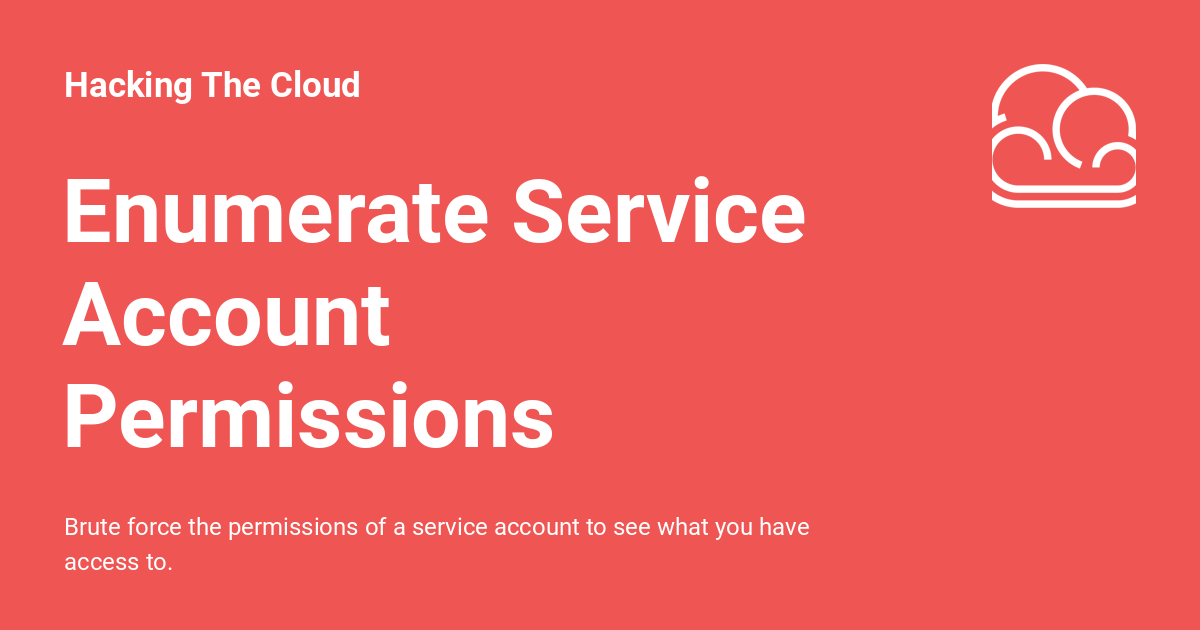 Hacking The Cloud
Enumerate Service
Account
Permissions
Brute force the permissions of a service account to see what you have
access to.